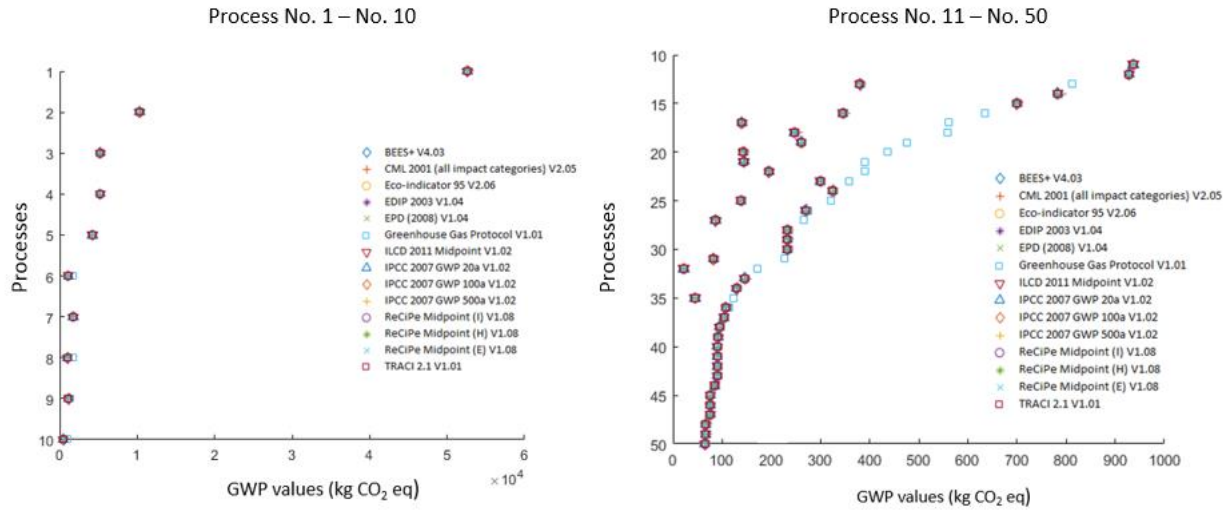 Process No. 1 – No. 10
1
2
3
4
5
6
7
8
9
10
Processes
BEES+ V4.03
CML 2001 (all impact categories) V2.05
Eco-indicator 95 V2.06
EDIP 2003 V1.04
EPD (2008) V1.04
Greenhouse Gas Protocol V1.01
ILCD 2011 Midpoint V1.02
IPCC 2007 GWP 20a V1.02
IPCC 2007 GWP 100a V1.02
IPCC 2007 GWP 500a V1.02
ReCiPe Midpoint (I) V1.08
ReCiPe Midpoint (H) V1.08
ReCiPe Midpoint (E) V1.08
TRACI 2.1 V1.01
0 1 2 3 4 5 6
× 10⁴
GWP values (kg CO₂ eq)
Process No. 11 – No. 50
10
15
20
25
30
35
40
45
50
Processes
BEES+ V4.03
CML 2001 (all impact categories) V2.05
Eco-indicator 95 V2.06
EDIP 2003 V1.04
EPD (2008) V1.04
Greenhouse Gas Protocol V1.01
ILCD 2011 Midpoint V1.02
IPCC 2007 GWP 20a V1.02
IPCC 2007 GWP 100a V1.02
IPCC 2007 GWP 500a V1.02
ReCiPe Midpoint (I) V1.08
ReCiPe Midpoint (H) V1.08
ReCiPe Midpoint (E) V1.08
TRACI 2.1 V1.01
0 100 200 300 400 500 600 700 800 900 1000
GWP values (kg CO₂ eq)